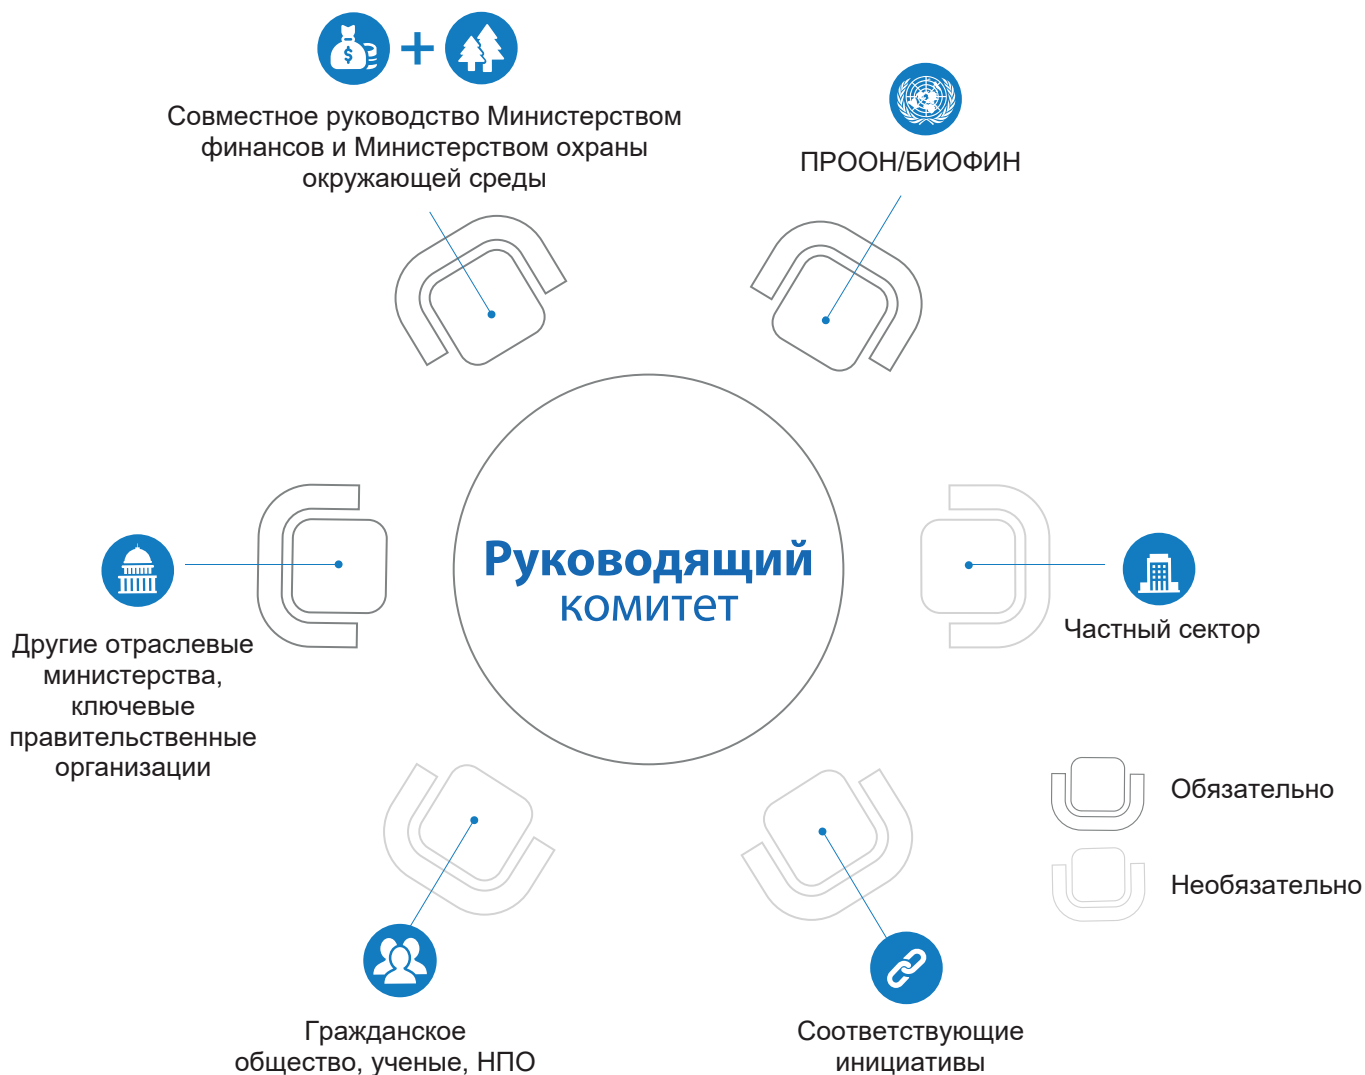 Совместное руководство Министерством
финансов и Министерством охраны
окружающей среды
ПРООН/БИОФИН
Руководящий
комитет
Другие отраслевые
министерства,
ключевые
правительственные
организации
Частный сектор
Обязательно
Необязательно
Гражданское
общество, ученые, НПО
Соответствующие
инициативы